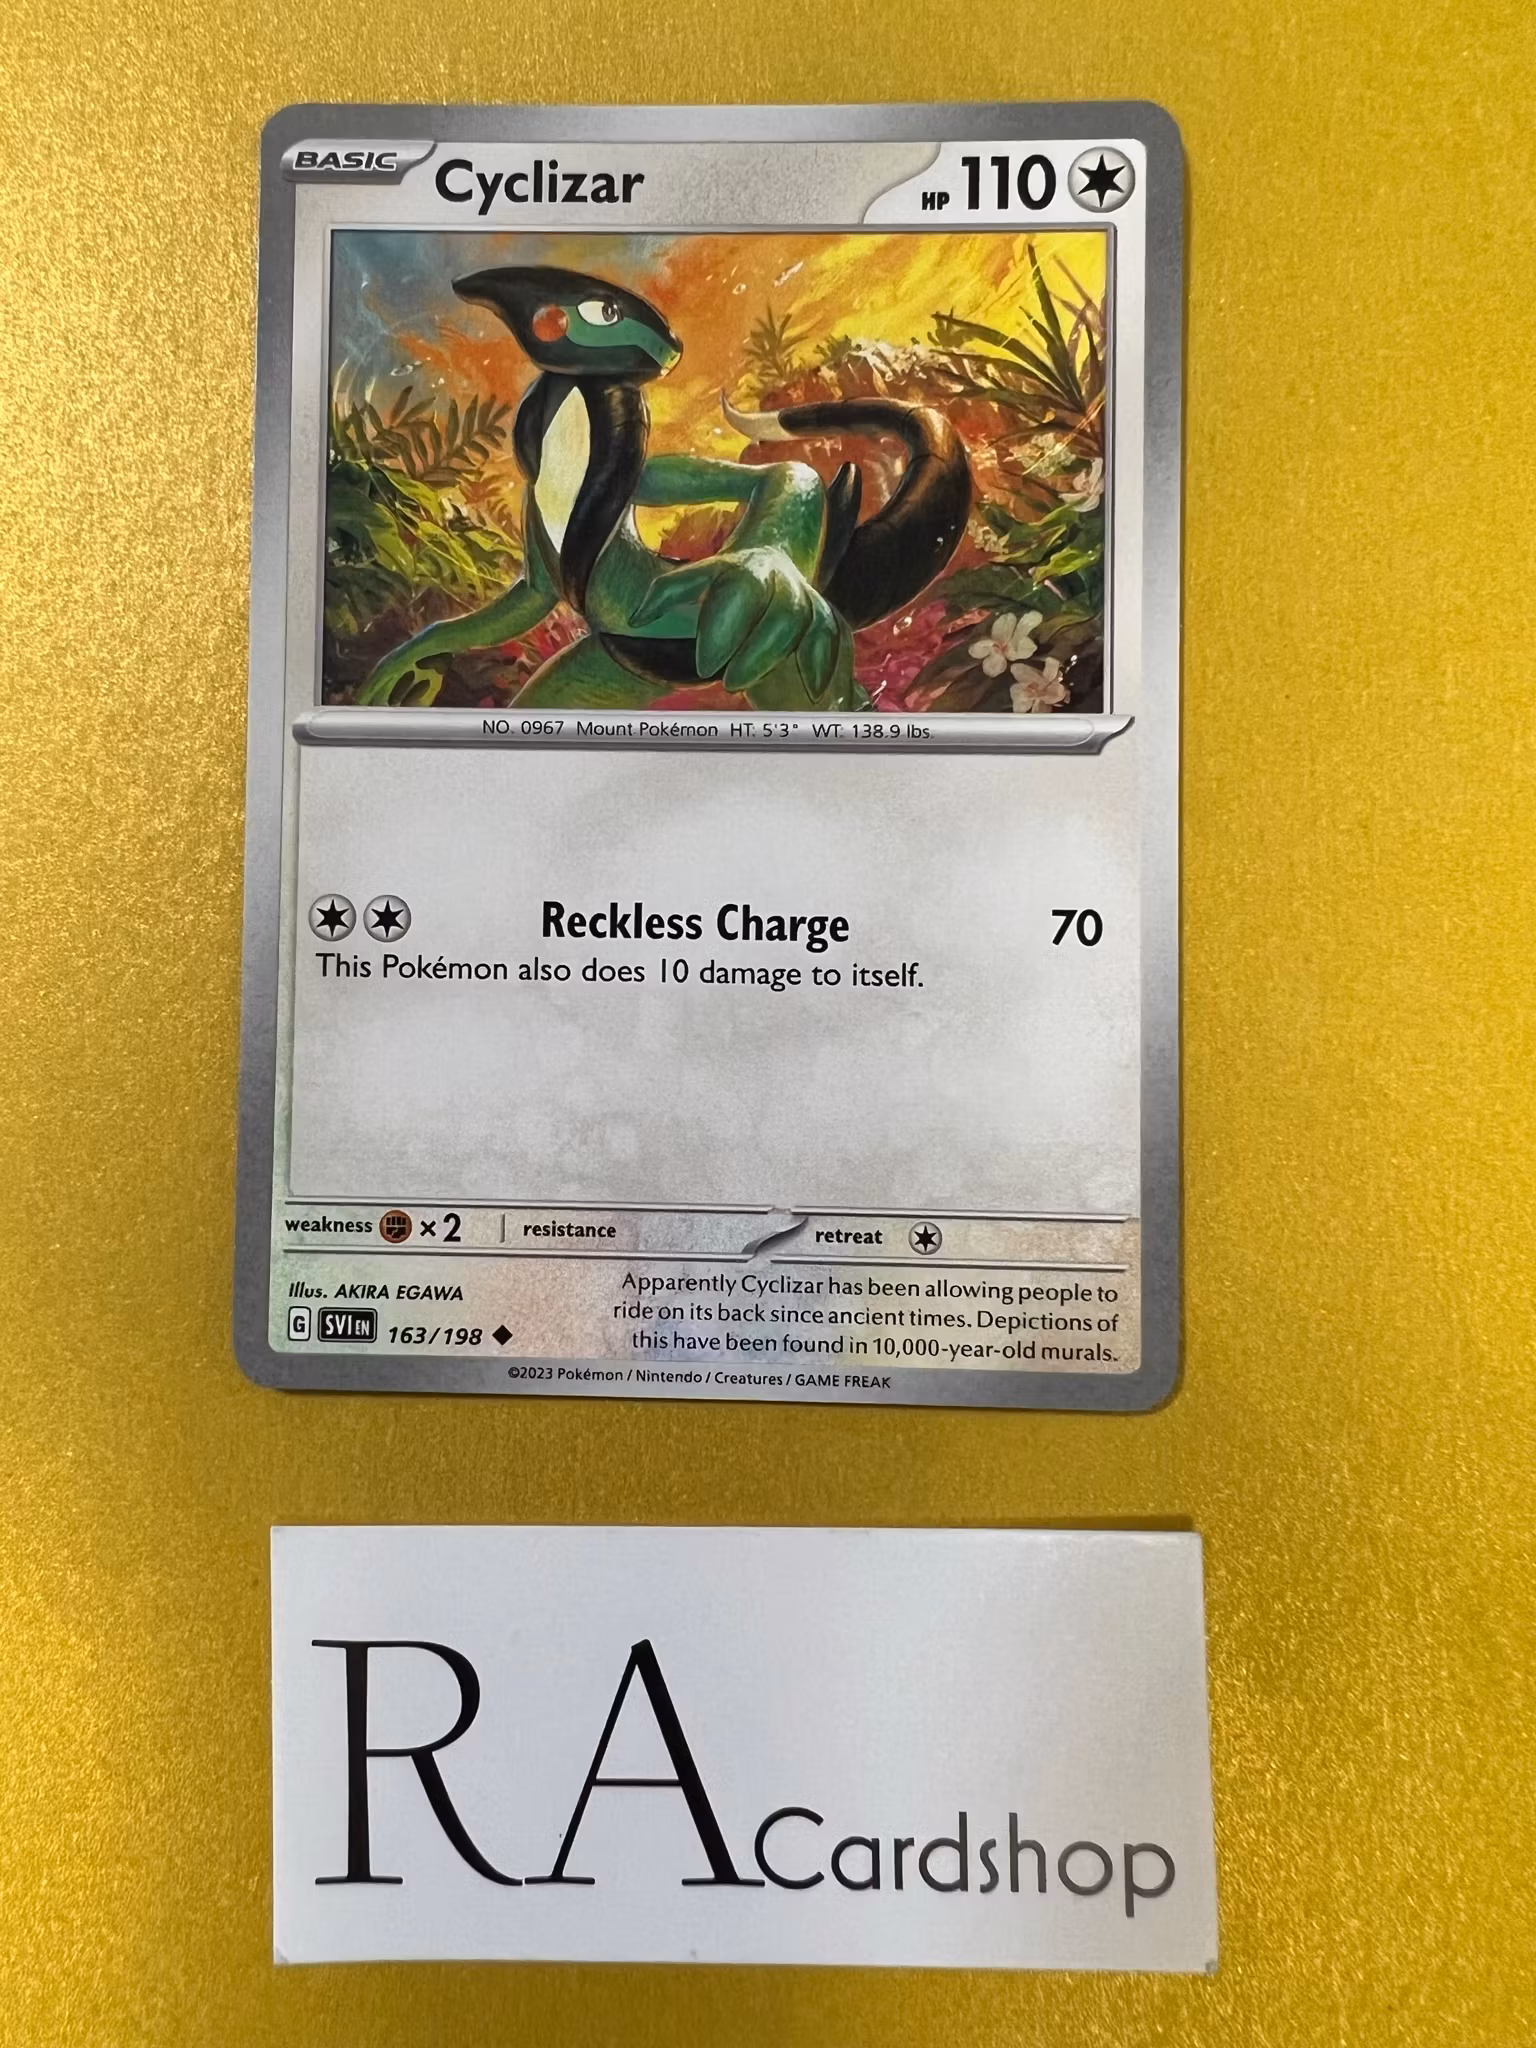 BASIC
Cyclizar
HP 110
NO. 0967 Mount Pokémon HT: 5'3" WT: 138.9 lbs.
Reckless Charge 70
This Pokémon also does 10 damage to itself.
weakness ×2 resistance retreat
Illus. AKIRA EGAWA
G SVI EN 163/198
Apparently Cyclizar has been allowing people to
ride on its back since ancient times. Depictions of
this have been found in 10,000-year-old murals.
©2023 Pokémon / Nintendo / Creatures / GAME FREAK
RA Cardshop